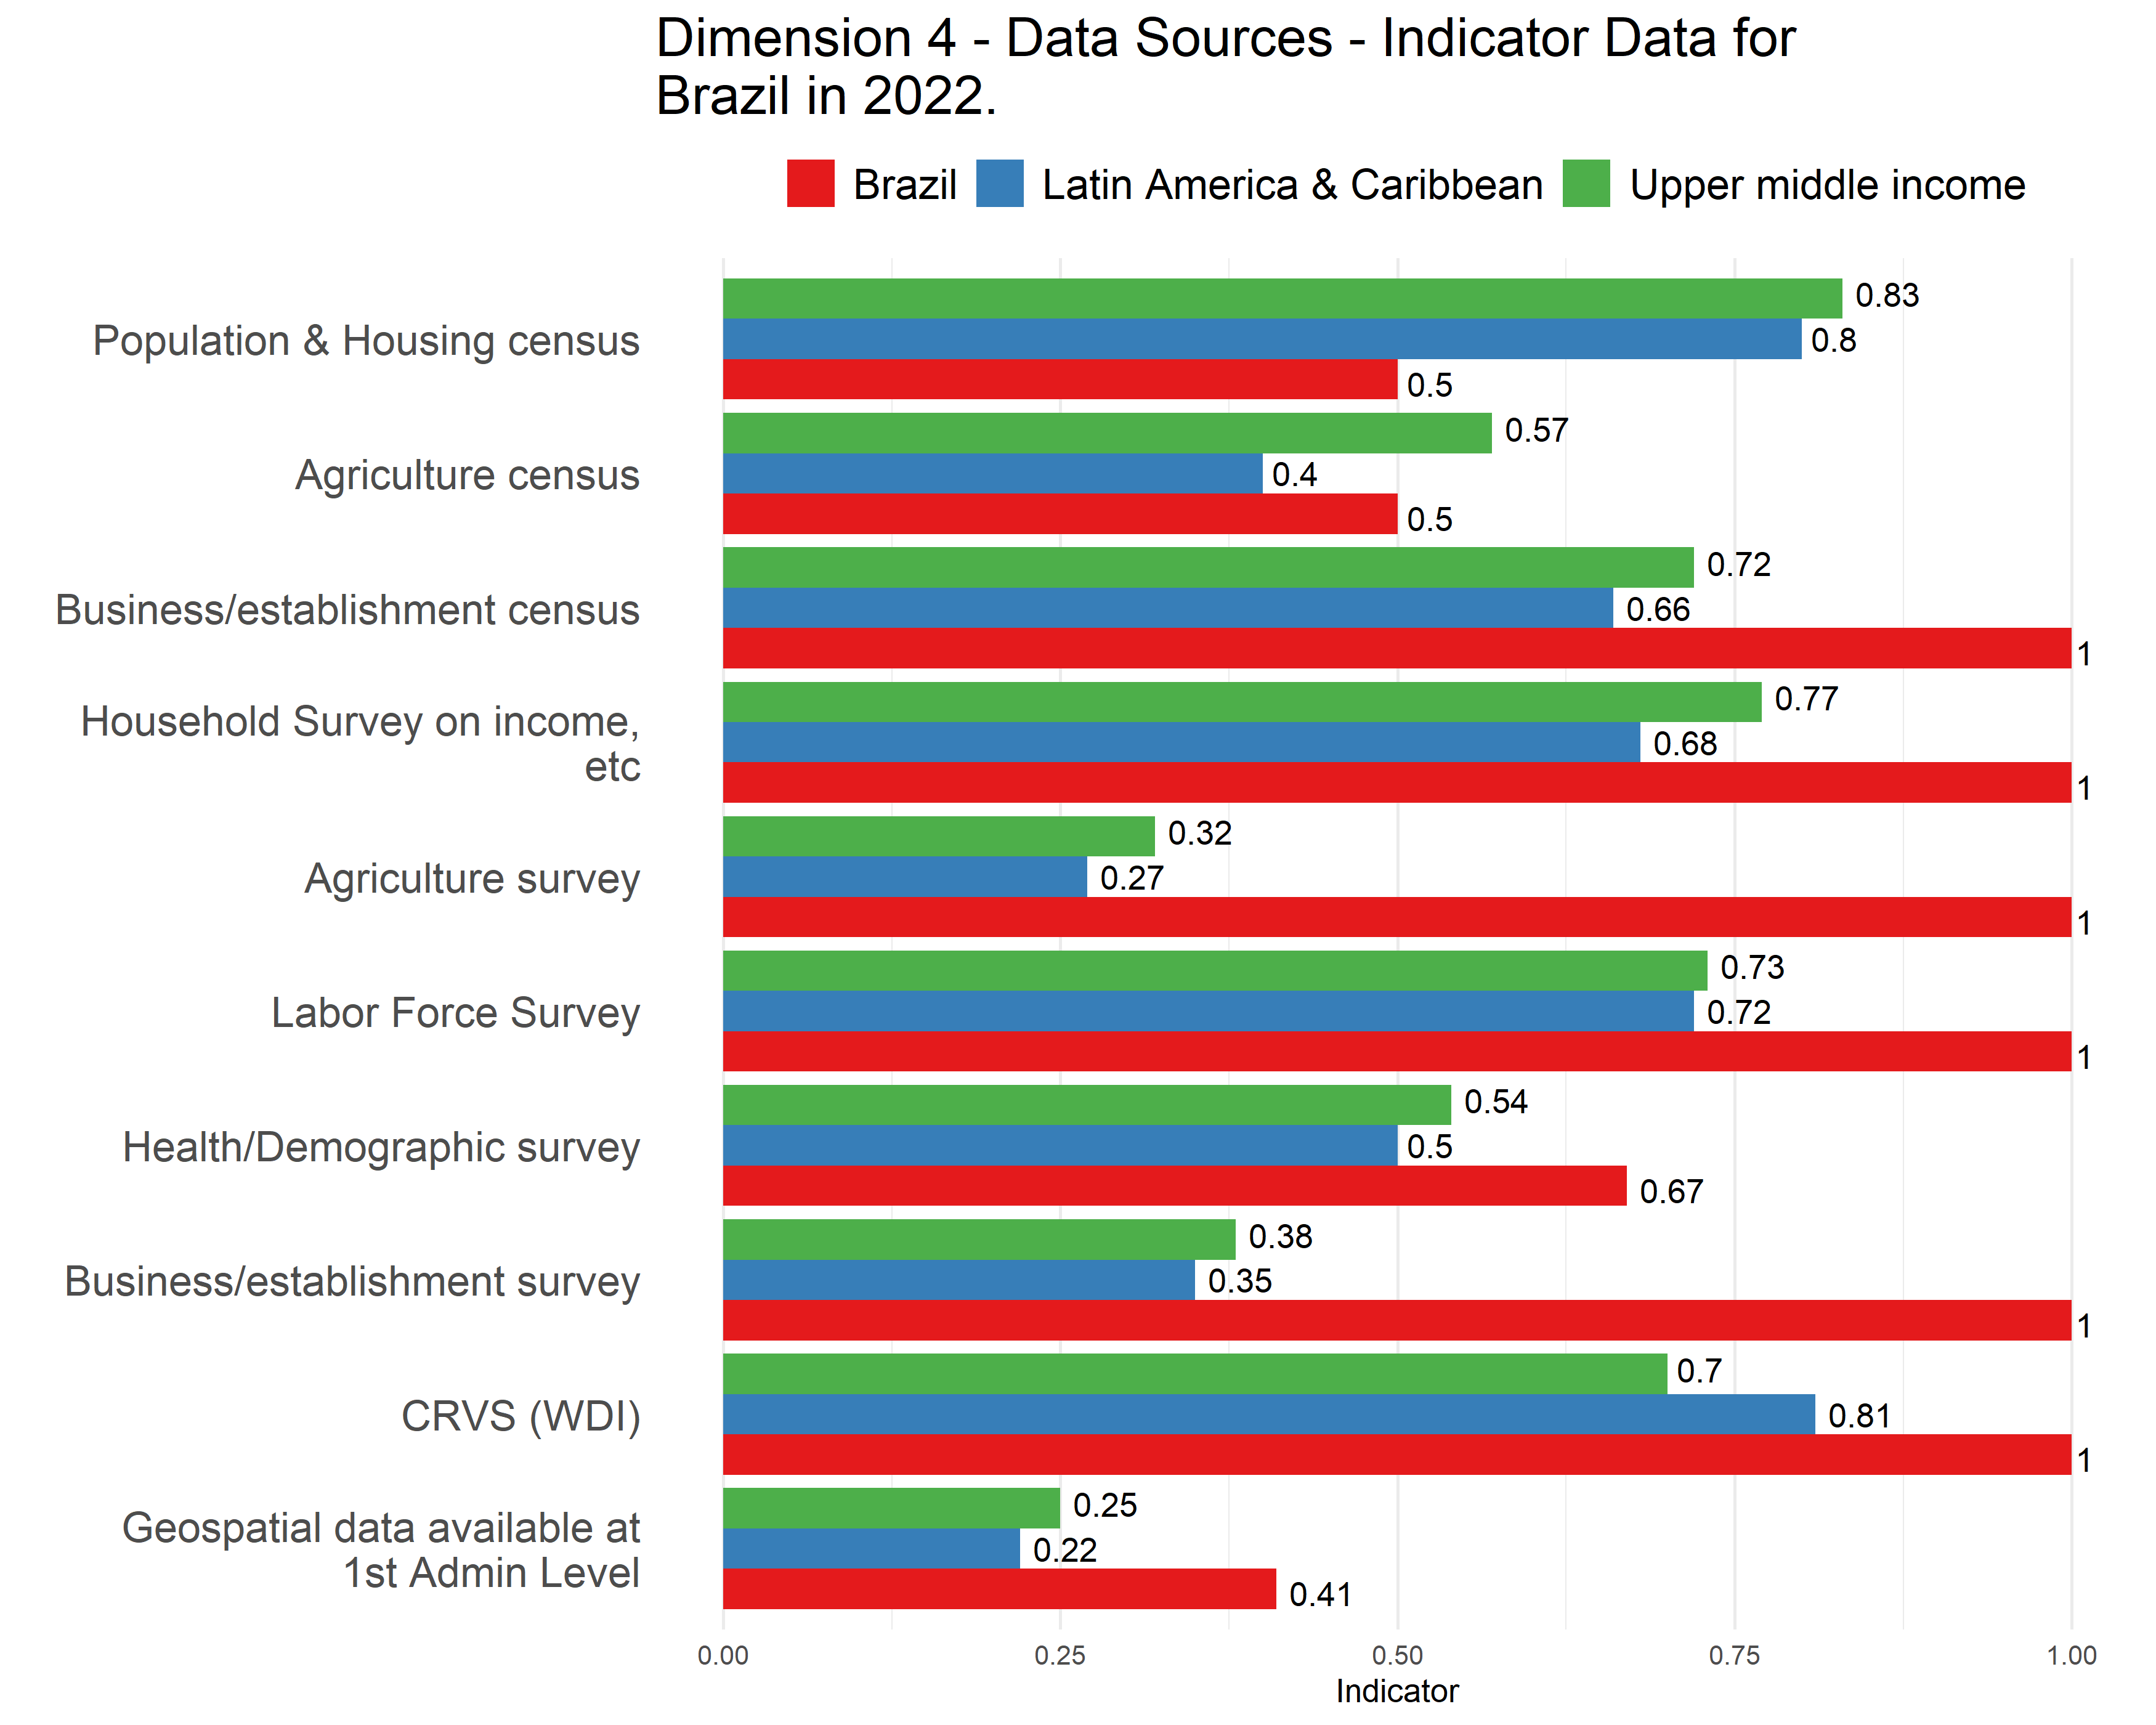 Dimension 4 - Data Sources - Indicator Data for
Brazil in 2022.
Brazil
Latin America & Caribbean
Upper middle income
Population & Housing census
0.83
0.8
0.5
Agriculture census
0.57
0.4
0.5
Business/establishment census
0.72
0.66
1
Household Survey on income,
etc
0.77
0.68
1
Agriculture survey
0.32
0.27
1
Labor Force Survey
0.73
0.72
1
Health/Demographic survey
0.54
0.5
0.67
Business/establishment survey
0.38
0.35
1
CRVS (WDI)
0.7
0.81
1
Geospatial data available at
1st Admin Level
0.25
0.22
0.41
0.00
0.25
0.50
0.75
1.00
Indicator